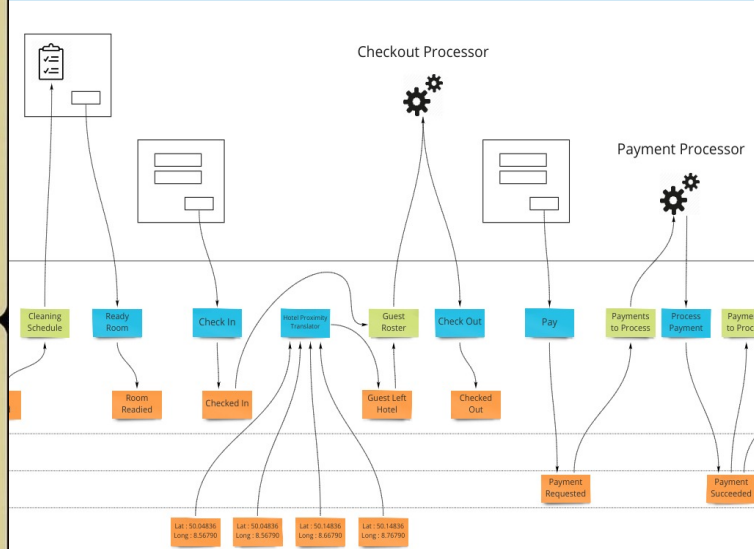 Checkout Processor
Payment Processor
Cleaning
Schedule
Ready
Room
Check In
Hotel Proximity
Translator
Guest
Roster
Check Out
Pay
Payments
to Process
Process
Payment
Payme
to Proc
Room
Readied
Checked In
Guest Left
Hotel
Checked
Out
Payment
Requested
Payment
Succeeded
Lat : 50.04836
Long : 8.56790
Lat : 50.04836
Long : 8.56790
Lat : 50.14836
Long : 8.66790
Lat : 50.14836
Long : 8.76790